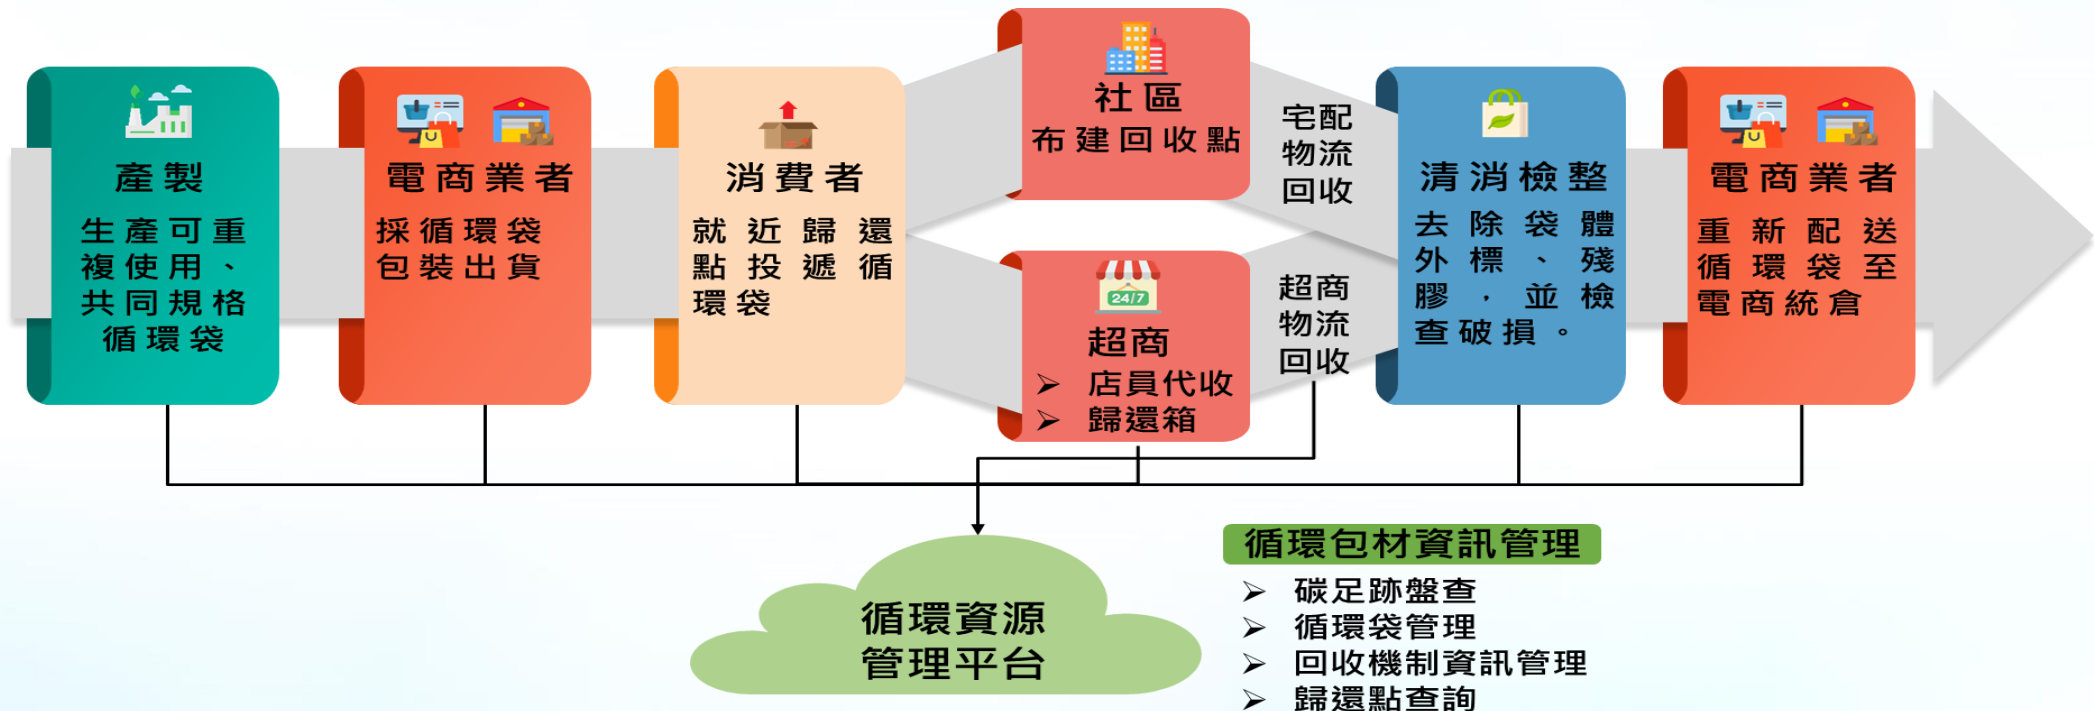 產製
生產可重
複使用、
共同規格
循環袋
電商業者
採循環袋
包裝出貨
消費者
就近歸還
點投遞循
環袋
社區
布建回收點
超商
24/7
➢ 店員代收
➢ 歸還箱
宅配
物流
回收
超商
物流
回收
清消檢整
去除袋體
外標、殘
膠,並檢
查破損。
電商業者
重新配送
循環袋至
電商統倉
循環資源
管理平台
循環包材資訊管理
➢ 碳足跡盤查
➢ 循環袋管理
➢ 回收機制資訊管理
➢ 歸還點查詢